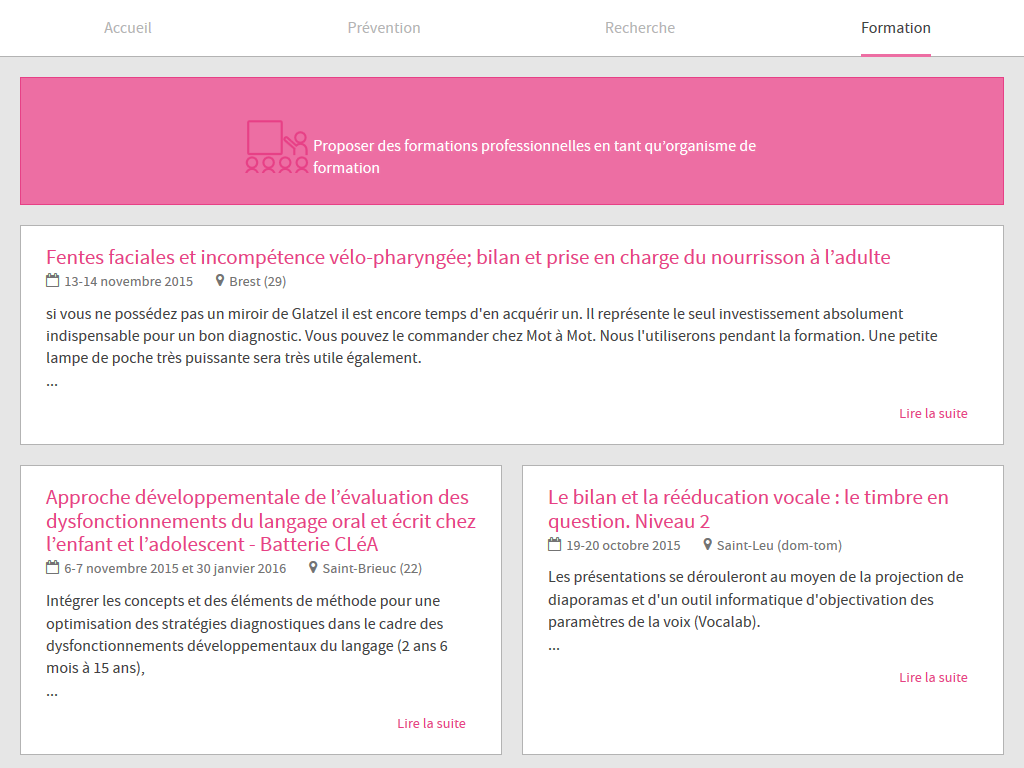 Accueil
Prévention
Recherche
Formation
Proposer des formations professionnelles en tant qu’organisme de
formation
Fentes faciales et incompétence vélo-pharyngée; bilan et prise en charge du nourrisson à l’adulte
13-14 novembre 2015 Brest (29)
si vous ne possédez pas un miroir de Glatzel il est encore temps d'en acquérir un. Il représente le seul investissement absolument
indispensable pour un bon diagnostic. Vous pouvez le commander chez Mot à Mot. Nous l'utiliserons pendant la formation. Une petite
lampe de poche très puissante sera très utile également.
...
Lire la suite
Approche développementale de l’évaluation des
dysfonctionnements du langage oral et écrit chez
l’enfant et l’adolescent - Batterie CLéA
6-7 novembre 2015 et 30 janvier 2016 Saint-Brieuc (22)
Intégrer les concepts et des éléments de méthode pour une
optimisation des stratégies diagnostiques dans le cadre des
dysfonctionnements développementaux du langage (2 ans 6
mois à 15 ans),
...
Lire la suite
Le bilan et la rééducation vocale : le timbre en
question. Niveau 2
19-20 octobre 2015 Saint-Leu (dom-tom)
Les présentations se dérouleront au moyen de la projection de
diaporamas et d'un outil informatique d'objectivation des
paramètres de la voix (Vocalab).
...
Lire la suite